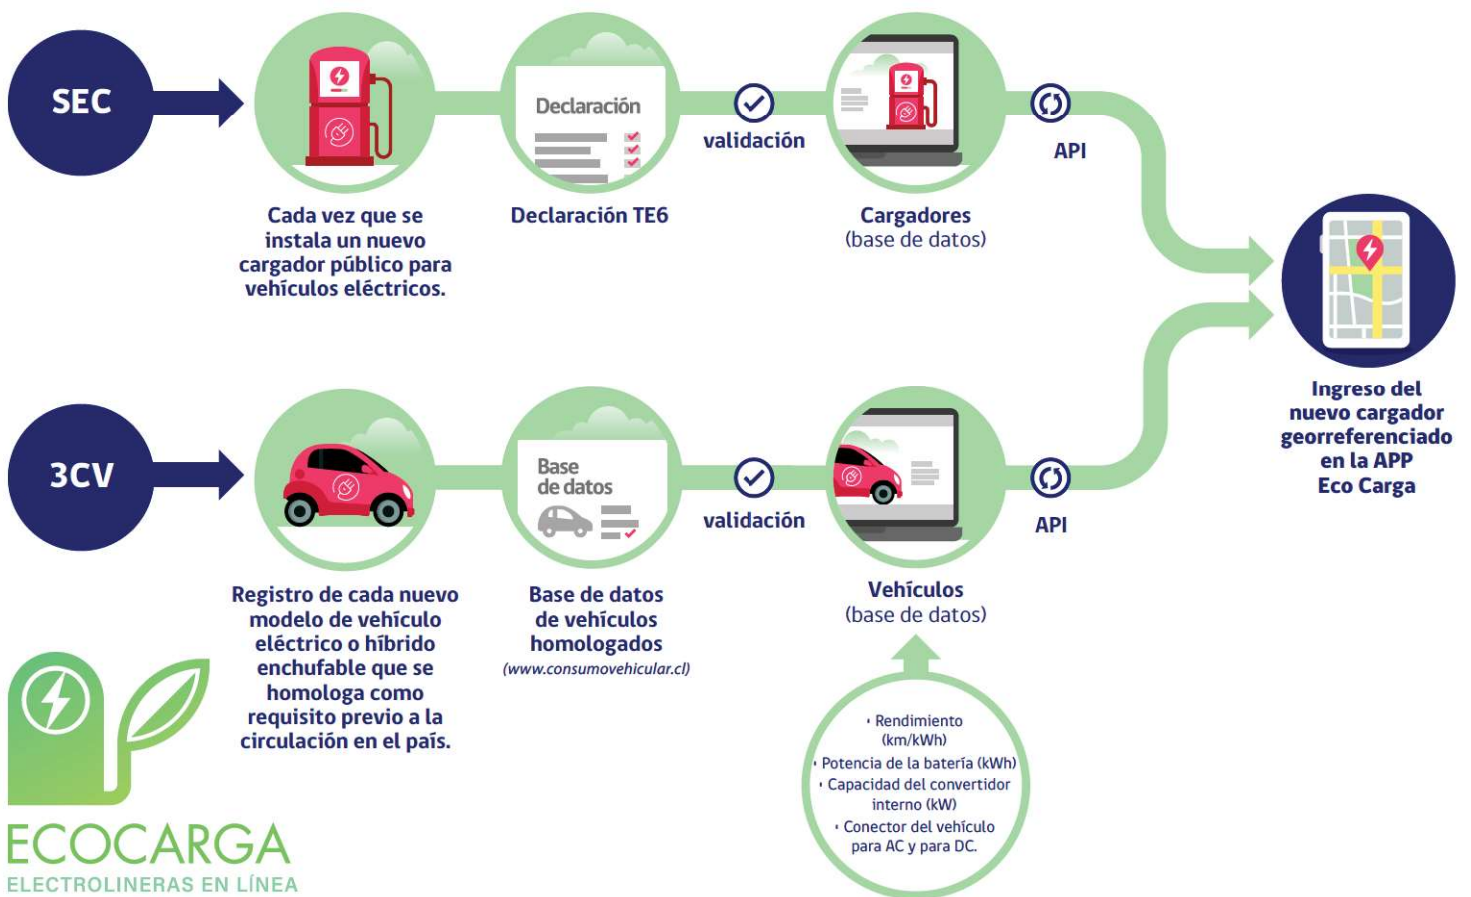 SEC
Cada vez que se
instala un nuevo
cargador público para
vehículos eléctricos.
Declaración
Declaración TE6
validación
Cargadores
(base de datos)
API
Ingreso del
nuevo cargador
georreferenciado
en la APP
Eco Carga
3CV
Registro de cada nuevo
modelo de vehículo
eléctrico o híbrido
enchufable que se
homologa como
requisito previo a la
circulación en el país.
Base
de datos
Base de datos
de vehículos
homologados
(www.consumovehicular.cl)
validación
Vehículos
(base de datos)
API
• Rendimiento
(km/kWh)
• Potencia de la batería (kWh)
• Capacidad del convertidor
interno (kW)
• Conector del vehículo
para AC y para DC.
ECOCARGA
ELECTROLINERAS EN LÍNEA